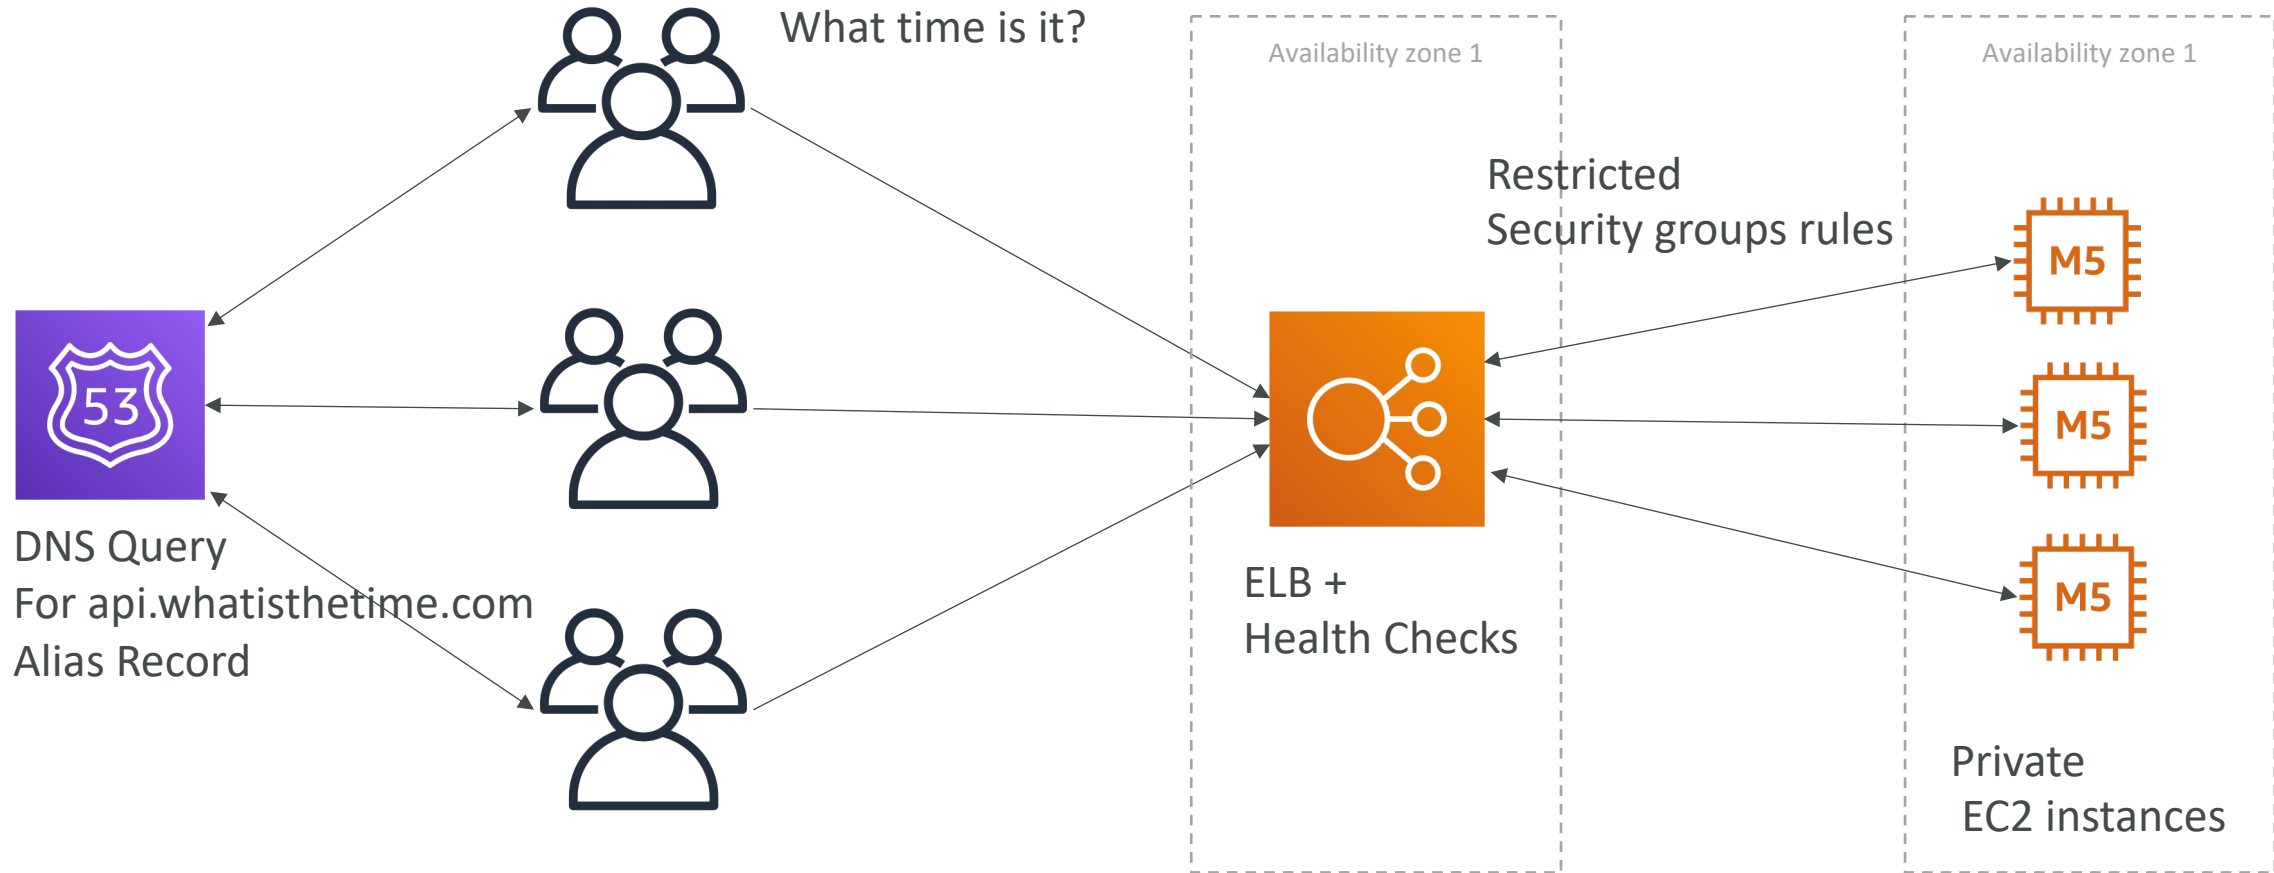 What time is it?
Availability zone 1
Availability zone 1
Restricted
Security groups rules
M5
53
M5
DNS Query
For api.whatisthetime.com
Alias Record
ELB +
Health Checks
M5
Private
EC2 instances